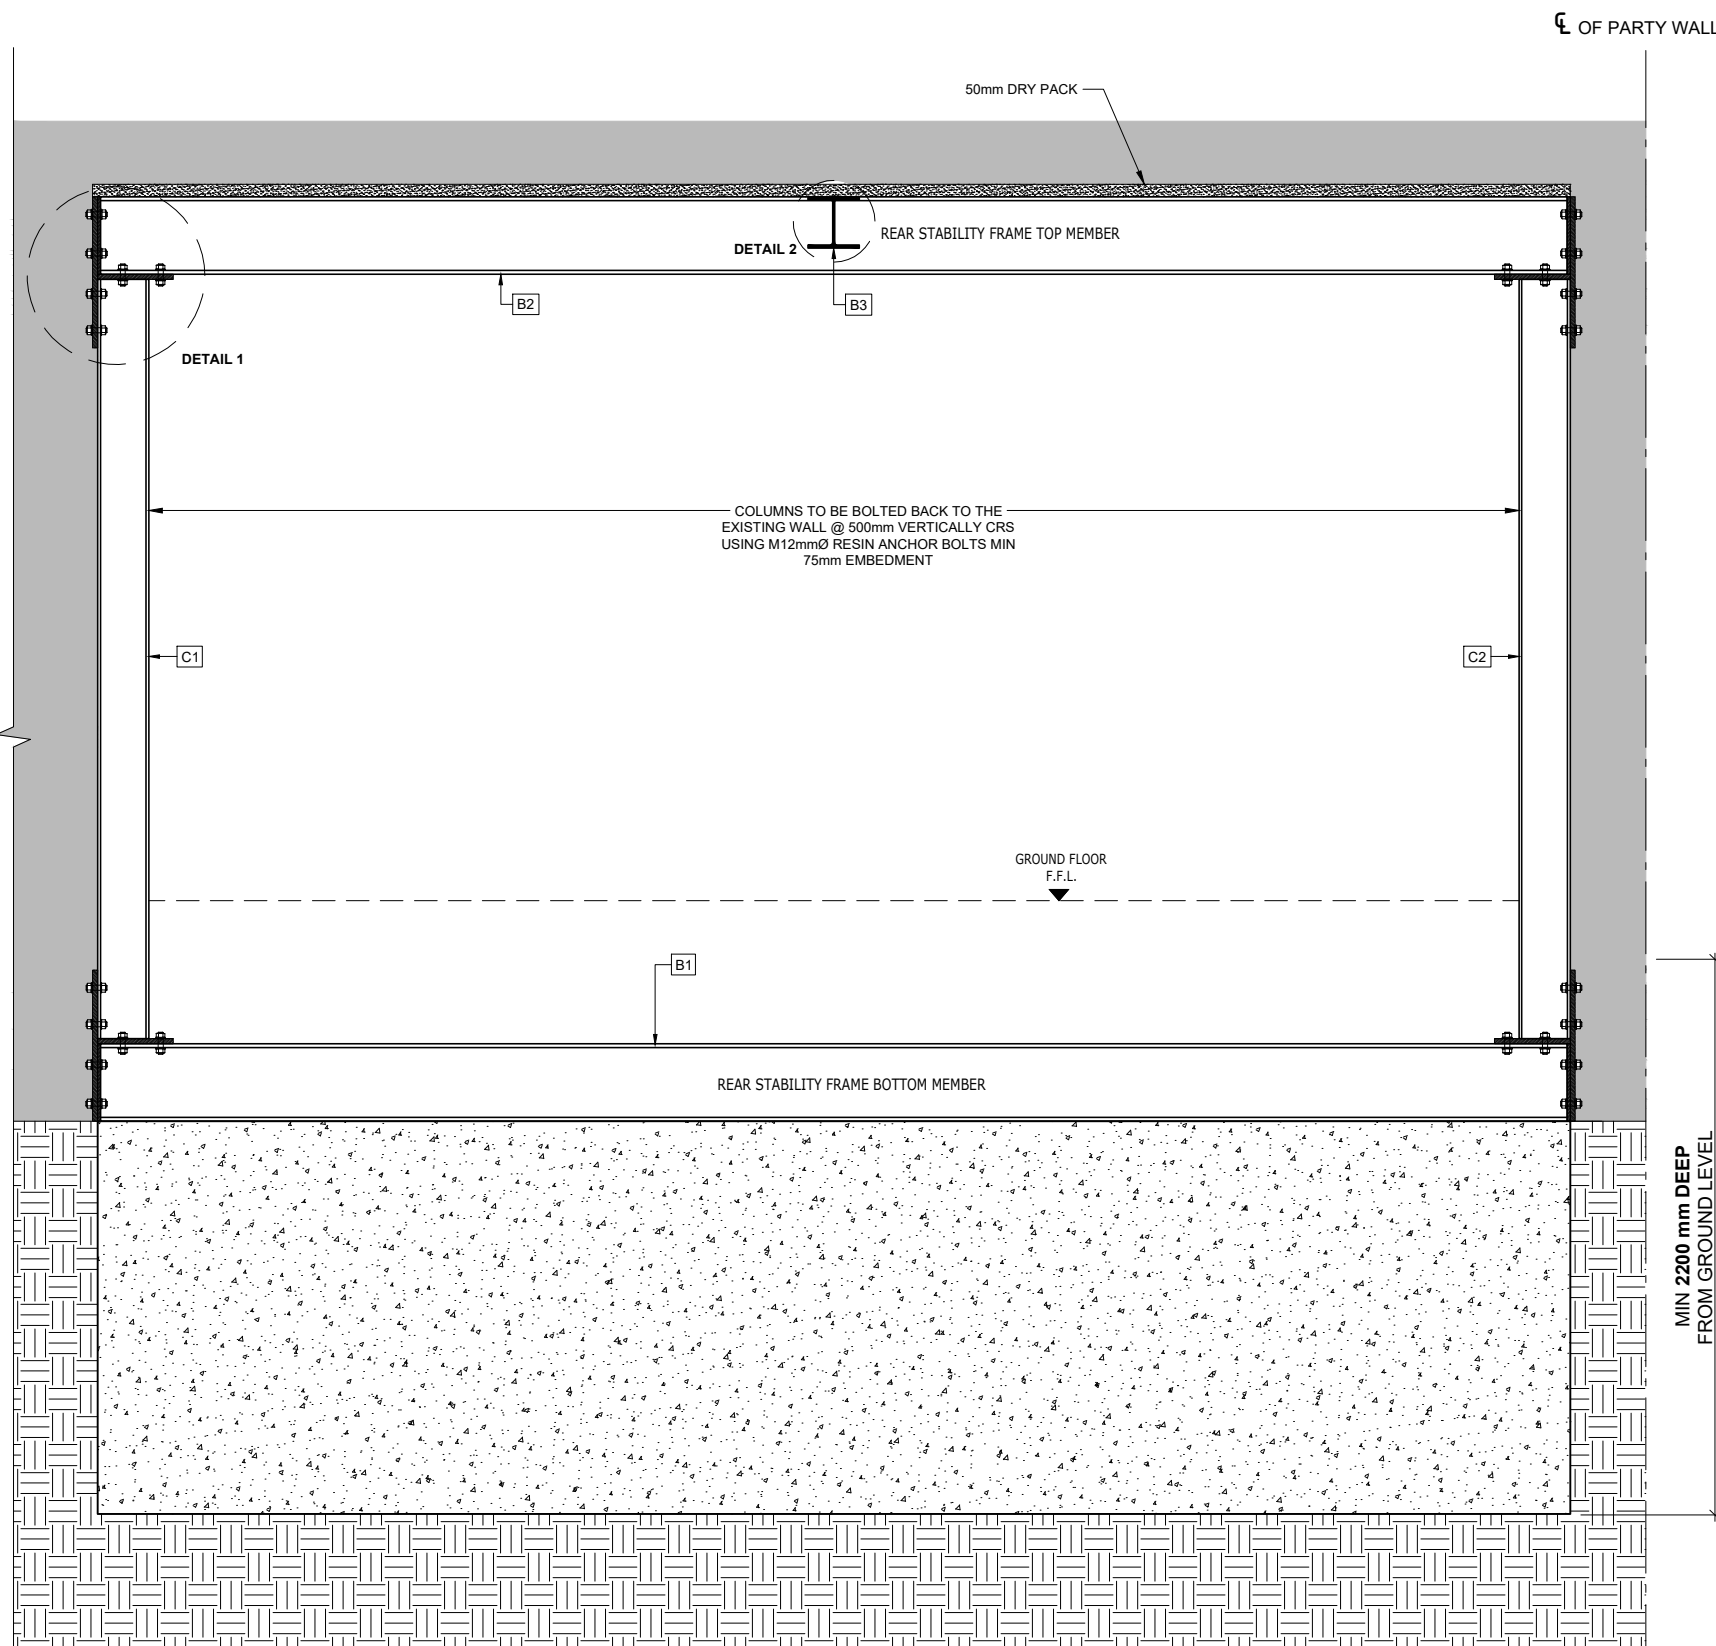 ℄ OF PARTY WALL
50mm DRY PACK
REAR STABILITY FRAME TOP MEMBER
DETAIL 2
B2
B3
DETAIL 1
COLUMNS TO BE BOLTED BACK TO THE
EXISTING WALL @ 500mm VERTICALLY CRS
USING M12mmØ RESIN ANCHOR BOLTS MIN
75mm EMBEDMENT
C1
C2
GROUND FLOOR
F.F.L.
B1
REAR STABILITY FRAME BOTTOM MEMBER
MIN 2200 mm DEEP
FROM GROUND LEVEL